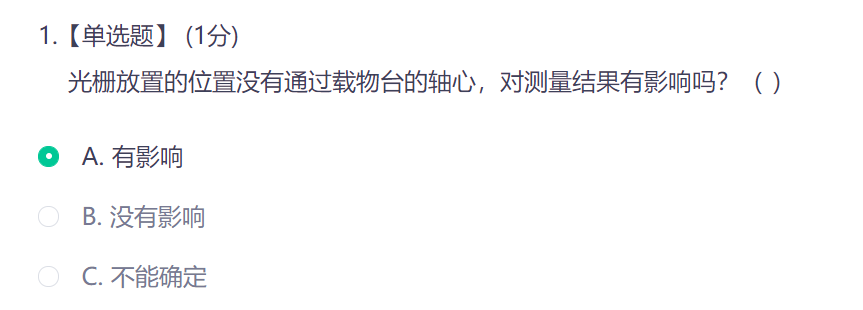 1.【单选题】 (1分)
光栅放置的位置没有通过载物台的轴心，对测量结果有影响吗？（ ）
A. 有影响
B. 没有影响
C. 不能确定